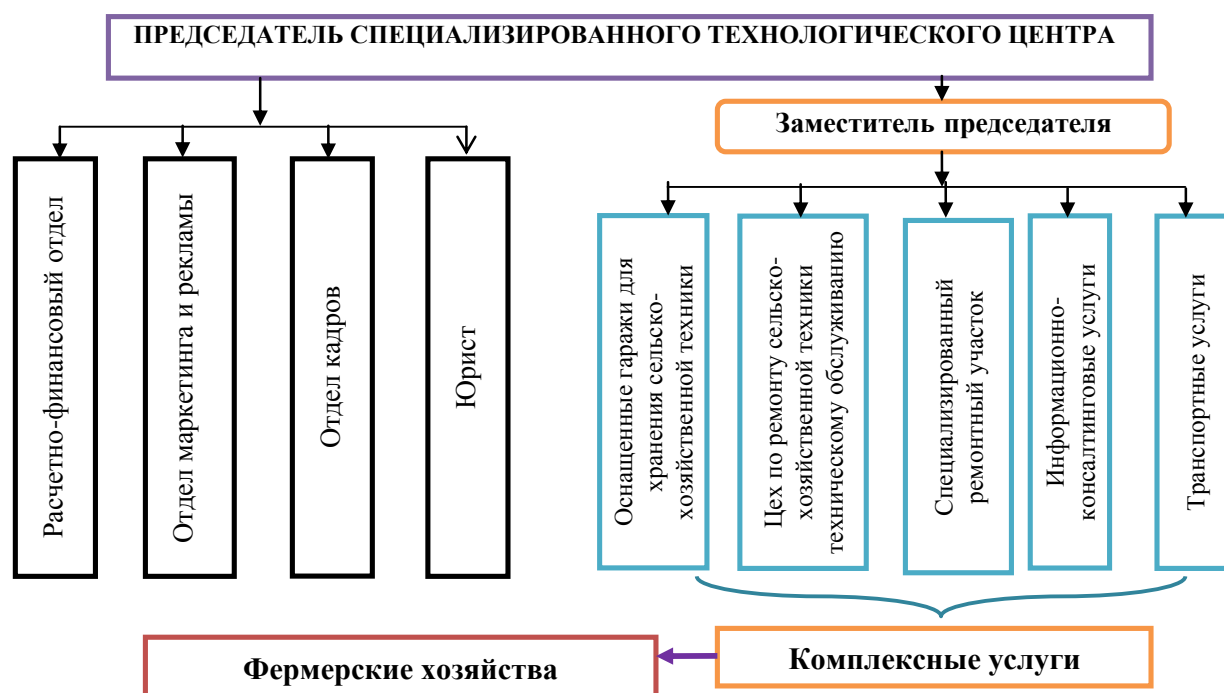 ПРЕДСЕДАТЕЛЬ СПЕЦИАЛИЗИРОВАННОГО ТЕХНОЛОГИЧЕСКОГО ЦЕНТРА
Заместитель председателя
Расчетно-финансовый отдел
Отдел маркетинга и рекламы
Отдел кадров
Юрист
Оснащенные гаражи для
хранения сельско-
хозяйственной техники
Цех по ремонту сельско-
хозяйственной техники
техническому обслуживанию
Специализированный
ремонтный участок
Информационно-
консалтинговые услуги
Транспортные услуги
Фермерские хозяйства
Комплексные услуги